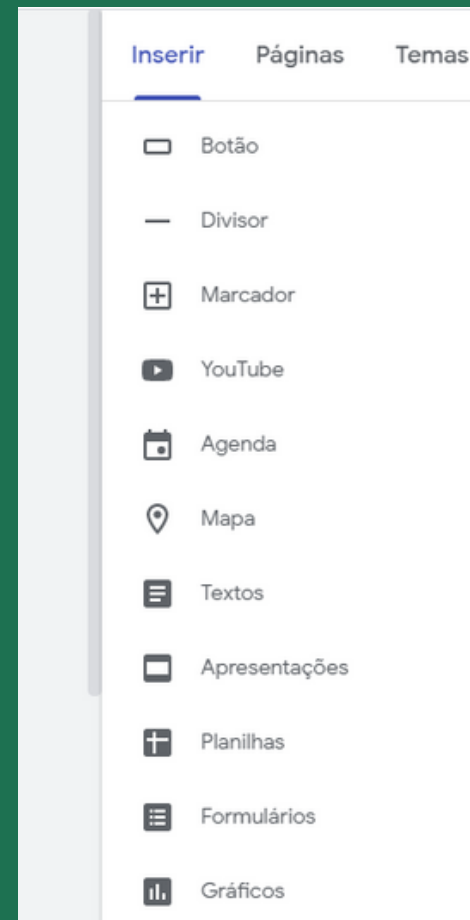 Inserir Páginas Temas
Botão
Divisor
Marcador
YouTube
Agenda
Mapa
Textos
Apresentações
Planilhas
Formulários
Gráficos